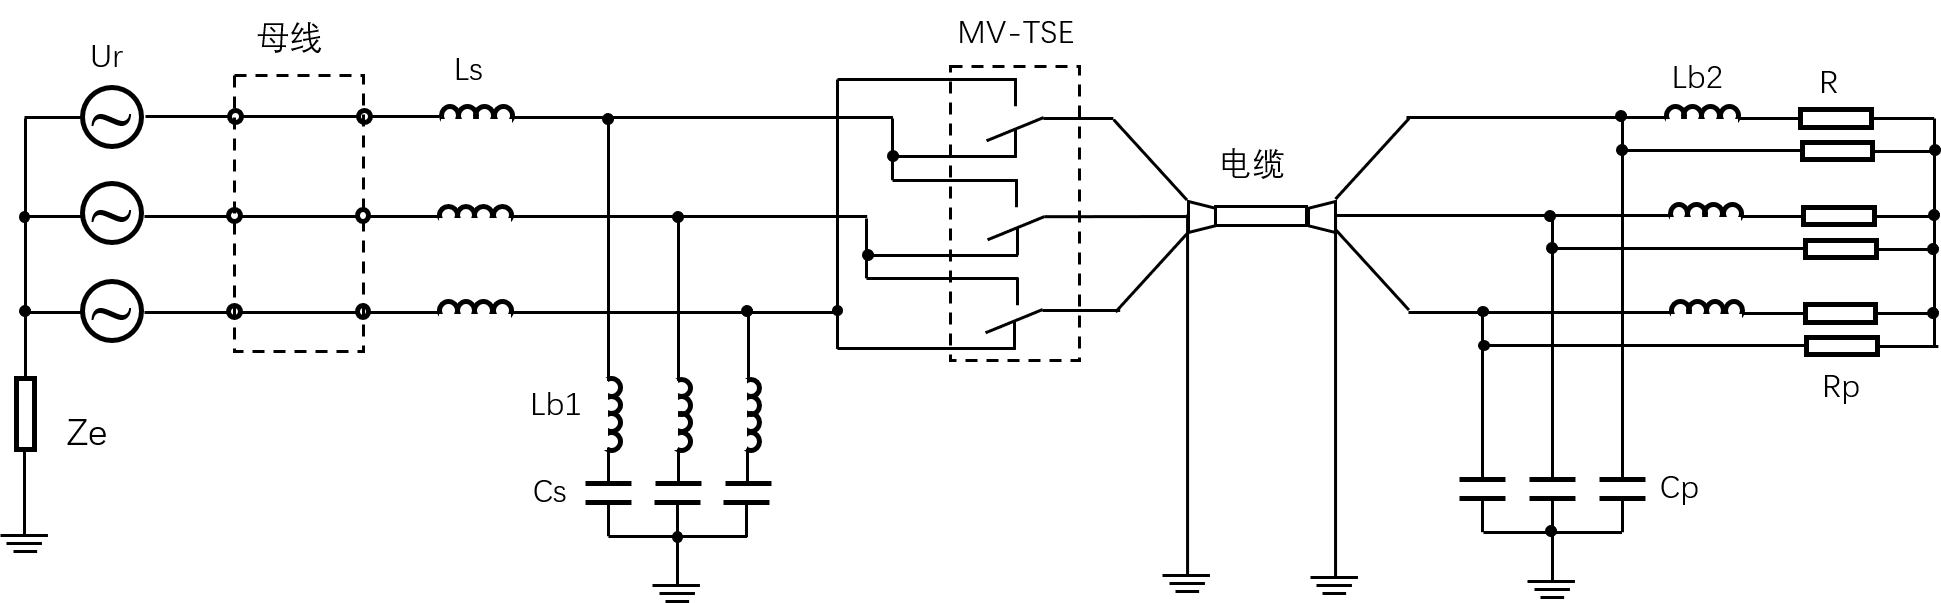 Ur
母线
Ls
MV-TSE
电缆
Lb2
R
Rp
Ze
Lb1
Cs
Cp